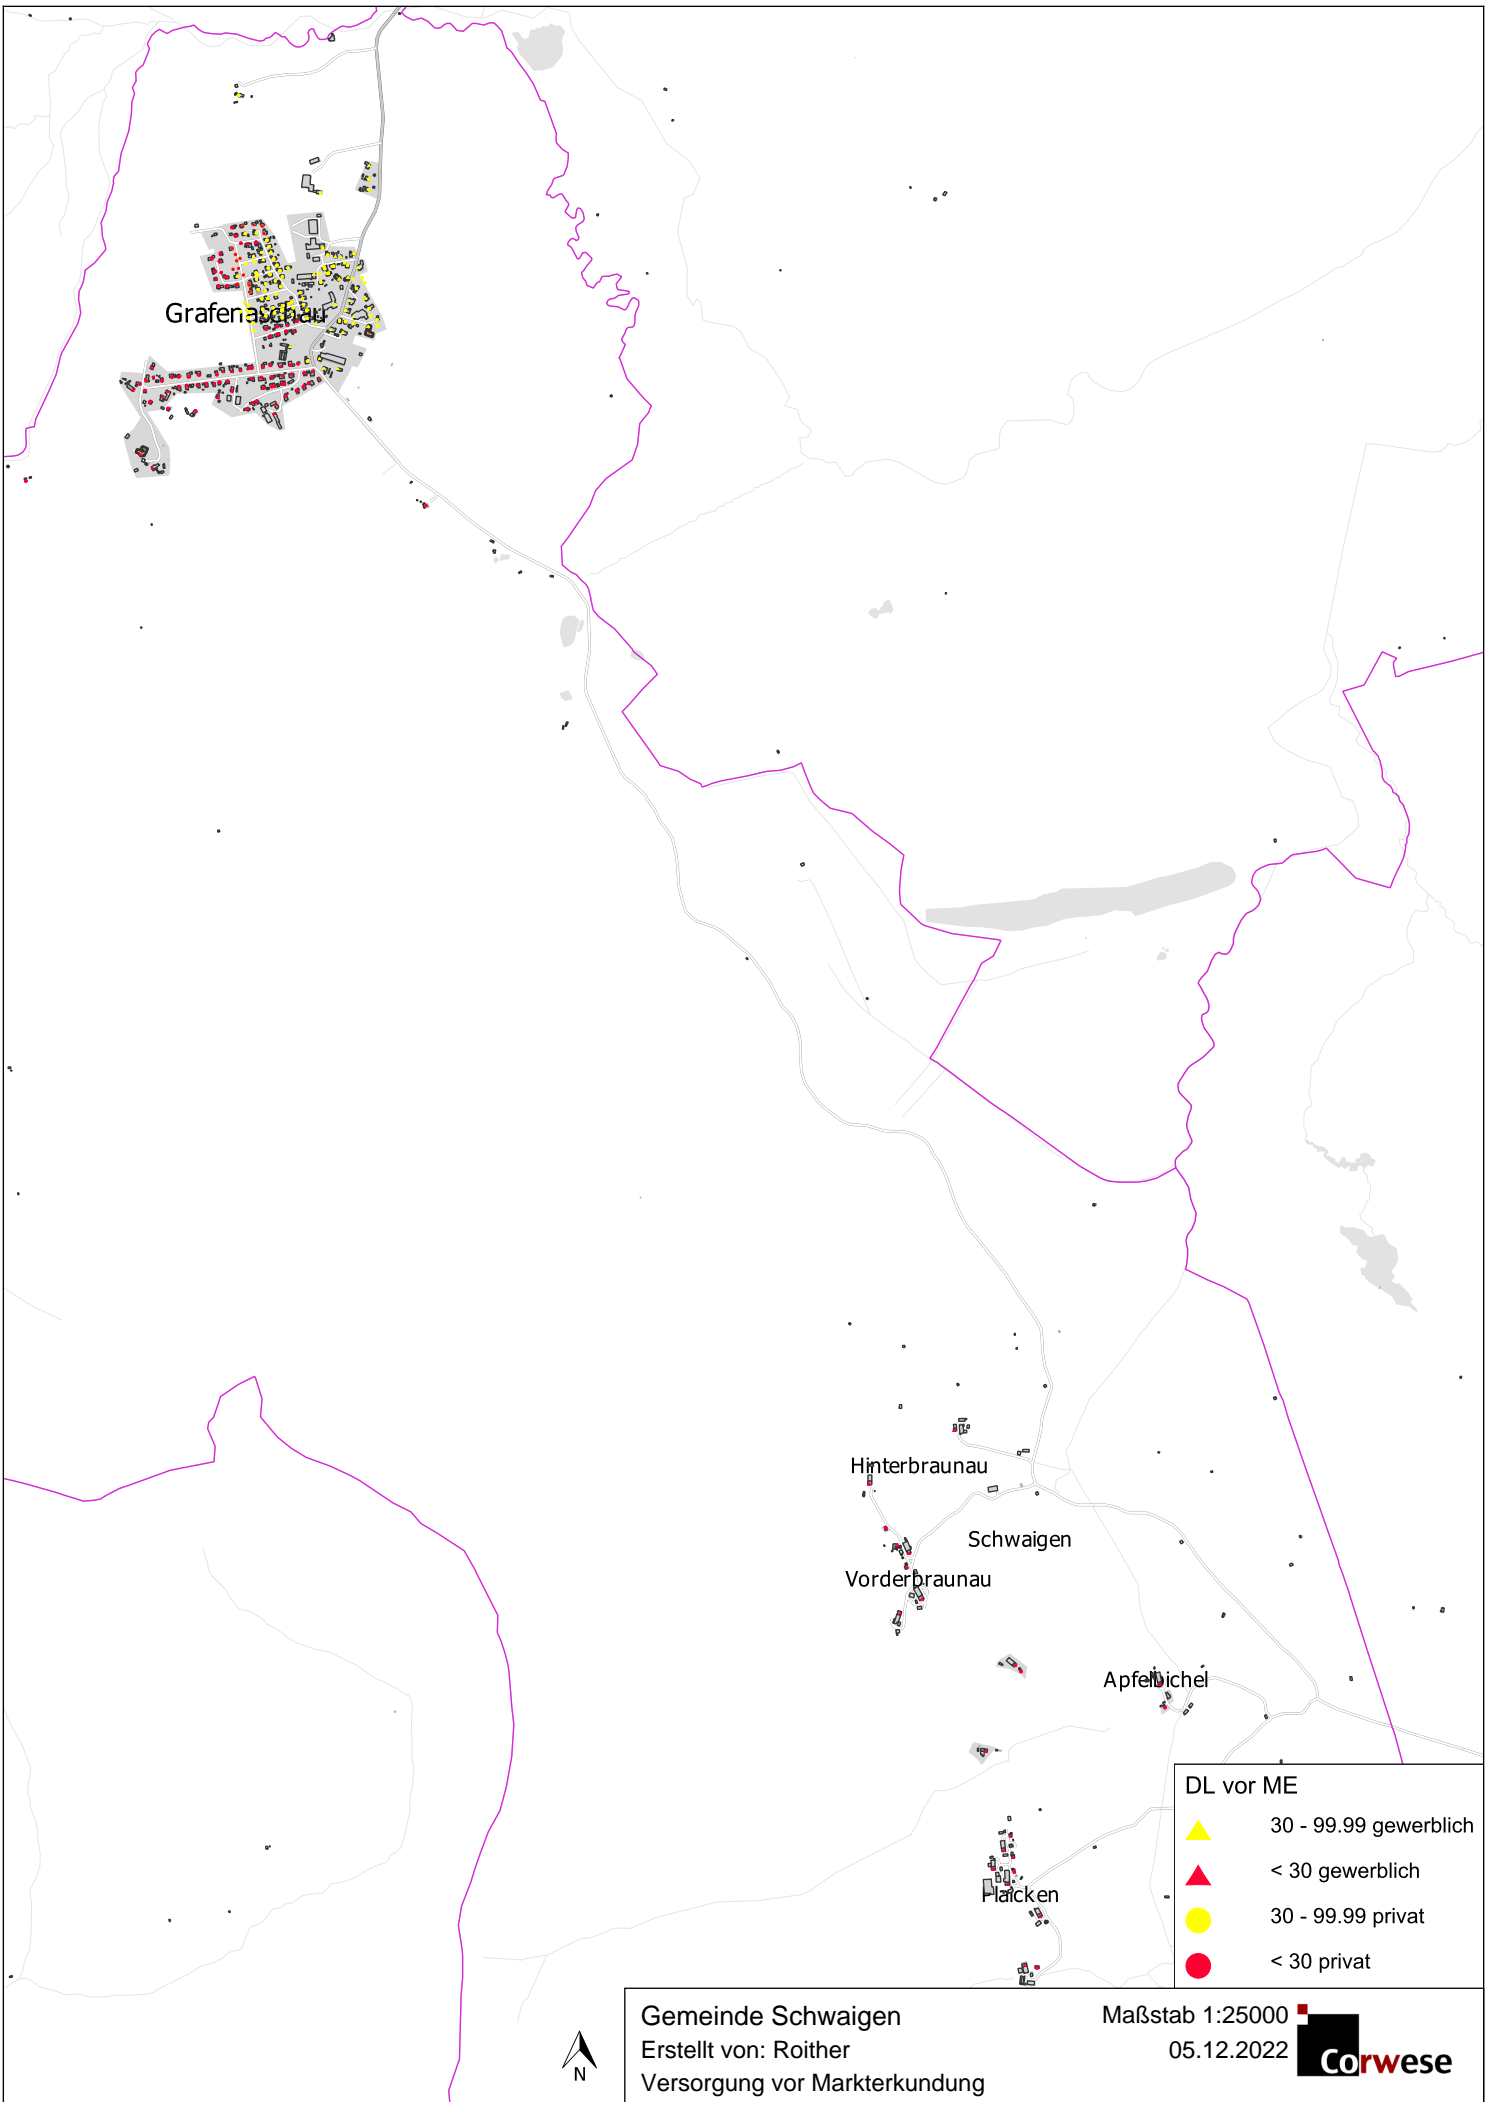 Grafenaschau
Hinterbraunau
Schwaigen
Vorderbraunau
Apfelbichel
Plaicken
DL vor ME
30 - 99.99 gewerblich
< 30 gewerblich
30 - 99.99 privat
< 30 privat
N
Gemeinde Schwaigen
Erstellt von: Roither
Versorgung vor Markterkundung
Maßstab 1:25000
05.12.2022
Corwese